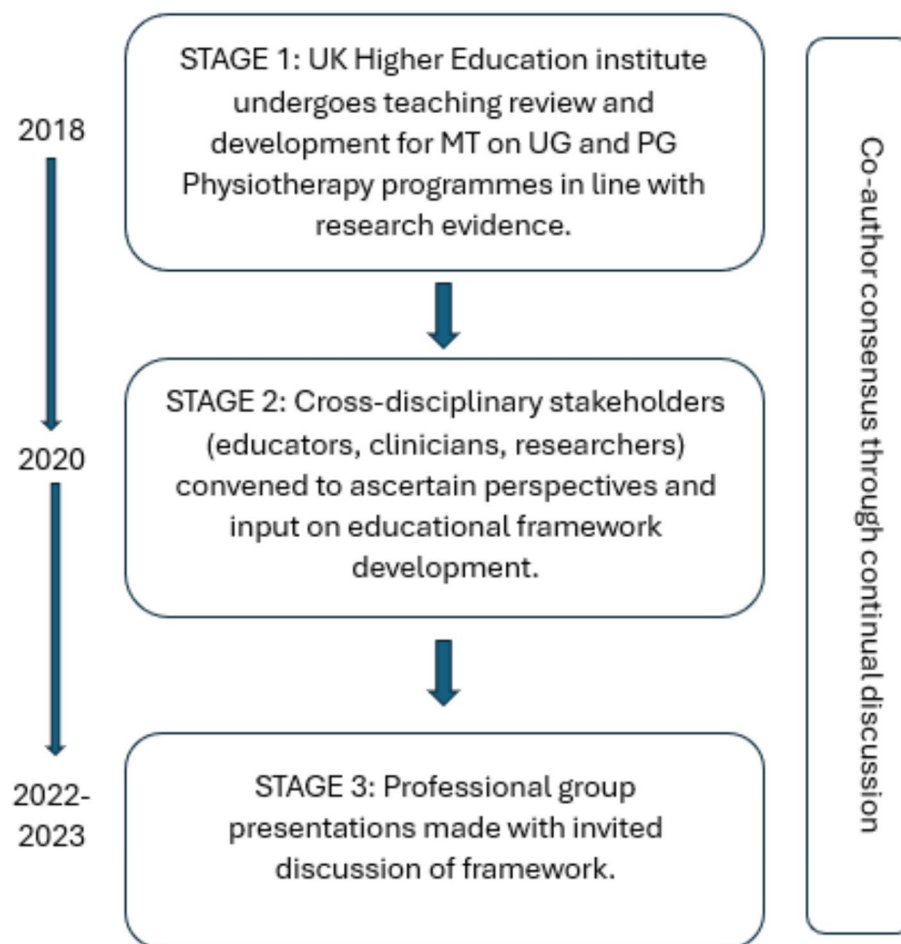 2018
STAGE 1: UK Higher Education institute
undergoes teaching review and
development for MT on UG and PG
Physiotherapy programmes in line with
research evidence.
2020
STAGE 2: Cross-disciplinary stakeholders
(educators, clinicians, researchers)
convened to ascertain perspectives and
input on educational framework
development.
2022-
2023
STAGE 3: Professional group
presentations made with invited
discussion of framework.
Co-author consensus through continual discussion